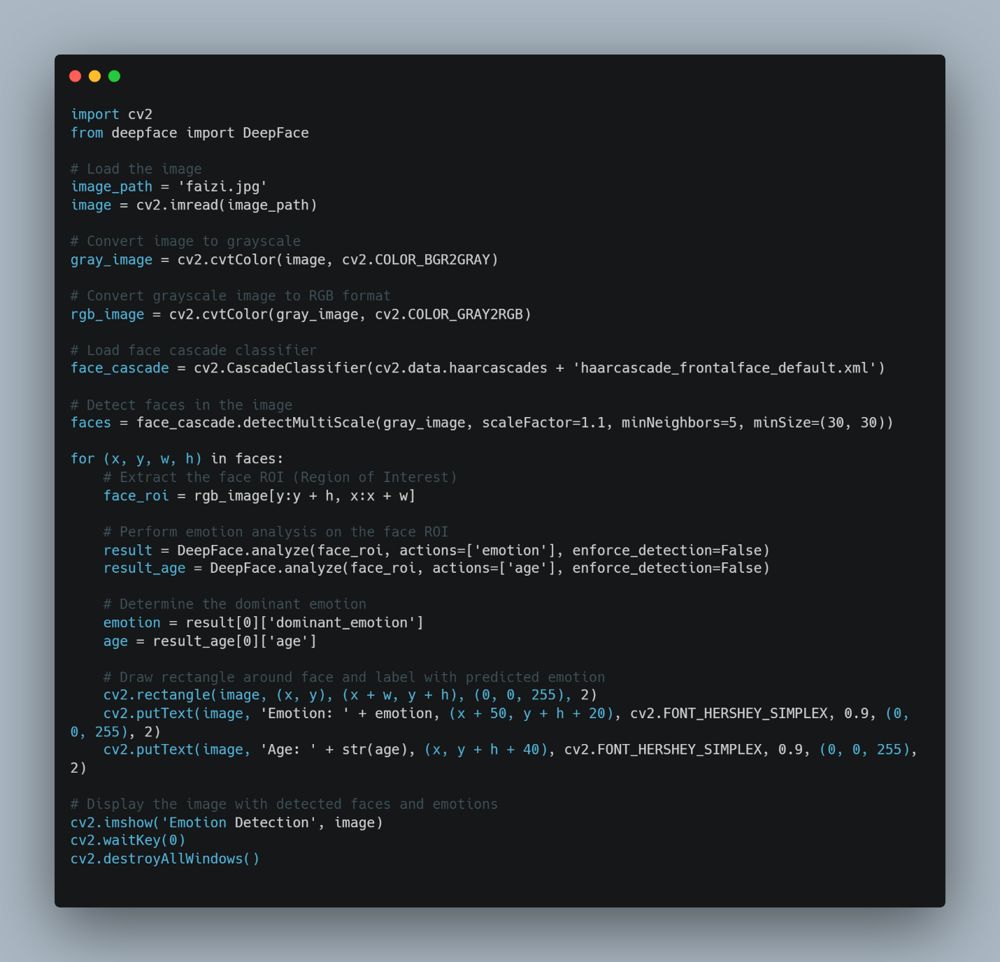 import cv2
from deepface import DeepFace

# Load the image
image_path = 'faizi.jpg'
image = cv2.imread(image_path)

# Convert image to grayscale
gray_image = cv2.cvtColor(image, cv2.COLOR_BGR2GRAY)

# Convert grayscale image to RGB format
rgb_image = cv2.cvtColor(gray_image, cv2.COLOR_GRAY2RGB)

# Load face cascade classifier
face_cascade = cv2.CascadeClassifier(cv2.data.haarcascades + 'haarcascade_frontalface_default.xml')

# Detect faces in the image
faces = face_cascade.detectMultiScale(gray_image, scaleFactor=1.1, minNeighbors=5, minSize=(30, 30))

for (x, y, w, h) in faces:
    # Extract the face ROI (Region of Interest)
    face_roi = rgb_image[y:y + h, x:x + w]

    # Perform emotion analysis on the face ROI
    result = DeepFace.analyze(face_roi, actions=['emotion'], enforce_detection=False)
    result_age = DeepFace.analyze(face_roi, actions=['age'], enforce_detection=False)

    # Determine the dominant emotion
    emotion = result[0]['dominant_emotion']
    age = result_age[0]['age']

    # Draw rectangle around face and label with predicted emotion
    cv2.rectangle(image, (x, y), (x + w, y + h), (0, 0, 255), 2)
    cv2.putText(image, 'Emotion: ' + emotion, (x + 50, y + h + 20), cv2.FONT_HERSHEY_SIMPLEX, 0.9, (0,
0, 255), 2)
    cv2.putText(image, 'Age: ' + str(age), (x, y + h + 40), cv2.FONT_HERSHEY_SIMPLEX, 0.9, (0, 0, 255),
2)

# Display the image with detected faces and emotions
cv2.imshow('Emotion Detection', image)
cv2.waitKey(0)
cv2.destroyAllWindows()